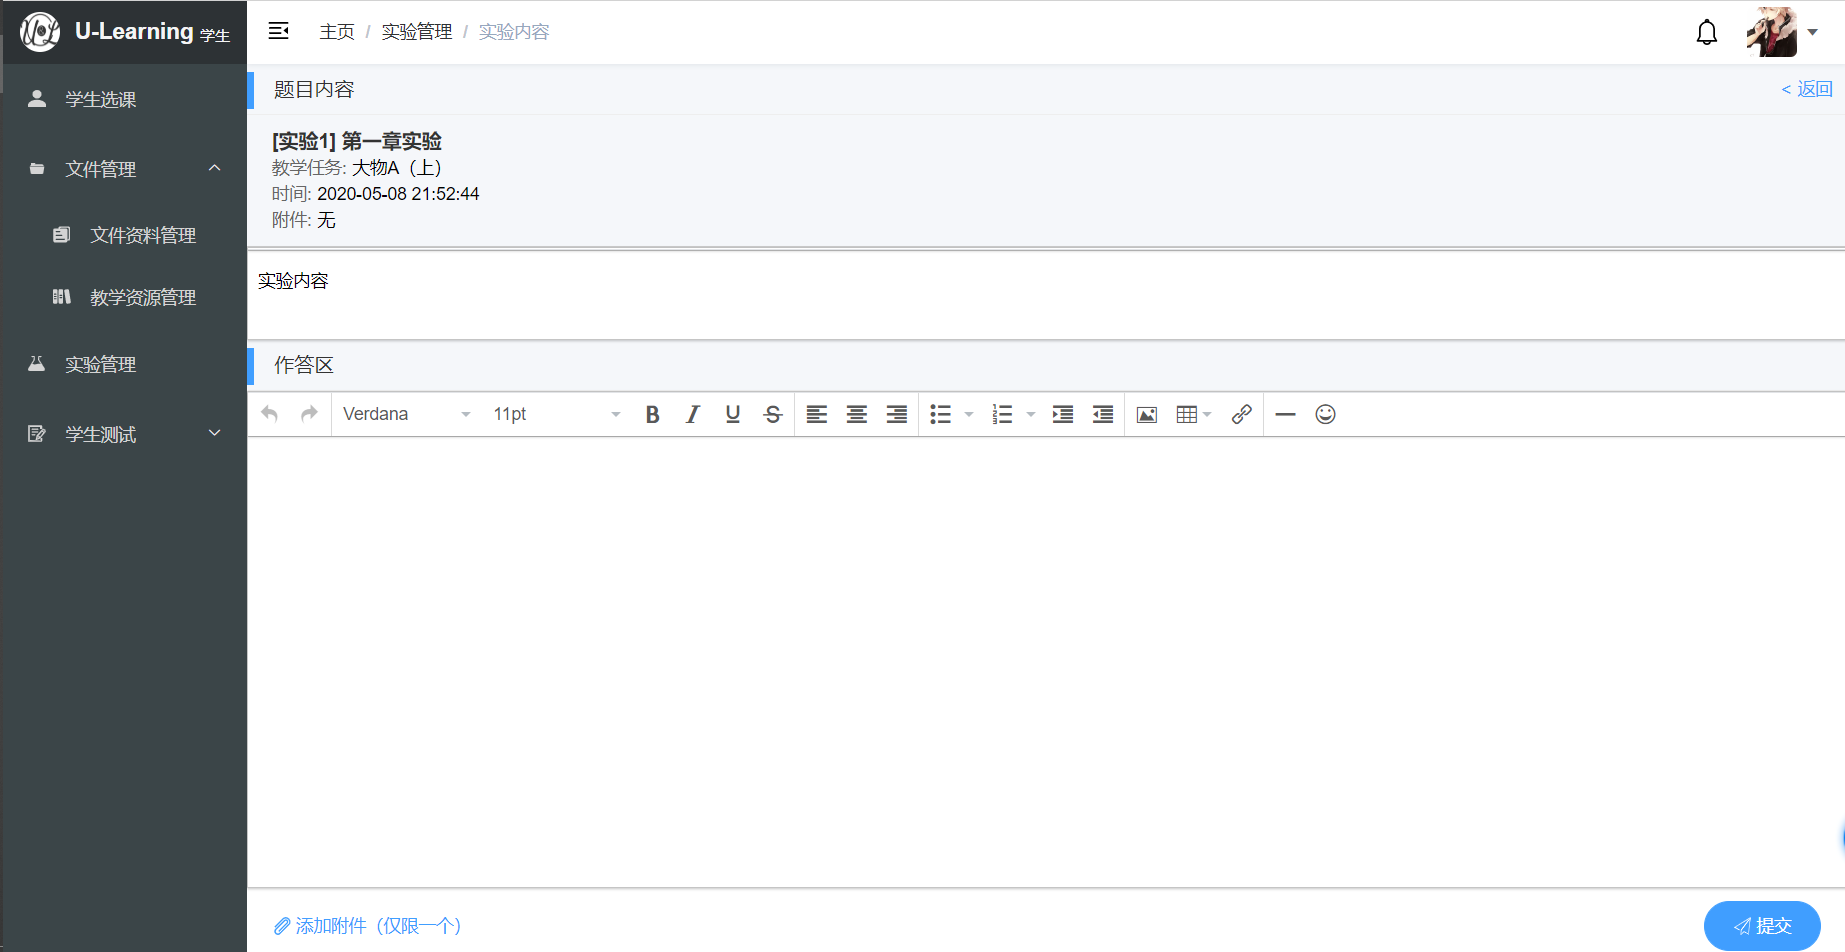 U-Learning 学生
主页 / 实验管理 / 实验内容
学生选课
文件管理
文件资料管理
教学资源管理
实验管理
学生测试
题目内容
< 返回
[实验1] 第一章实验
教学任务: 大物A（上）
时间: 2020-05-08 21:52:44
附件: 无
实验内容
作答区
Verdana 11pt
添加附件（仅限一个）
提交